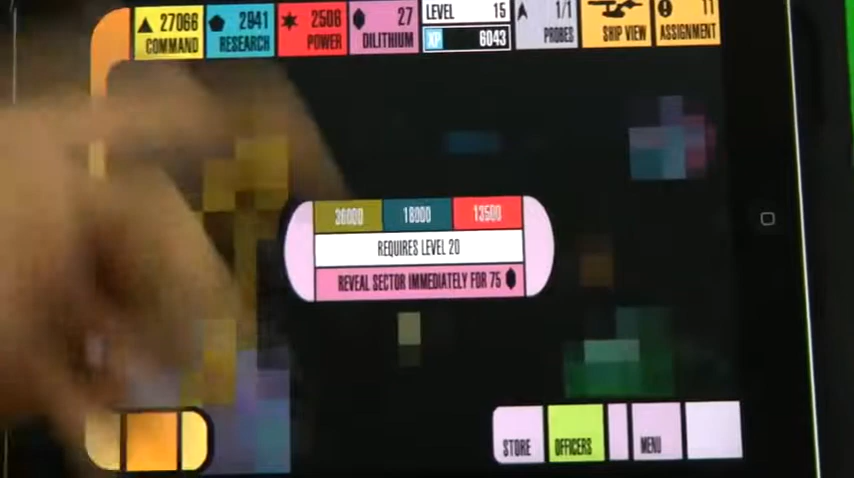 27066
COMMAND
2941
RESEARCH
2506
POWER
27
DILITHIUM
LEVEL 15
XP 6043
1/1
PROBES
SHIP VIEW
11
ASSIGNMENT
36000 18000 13500
REQUIRES LEVEL 20
REVEAL SECTOR IMMEDIATELY FOR 75
STORE
OFFICERS
MENU